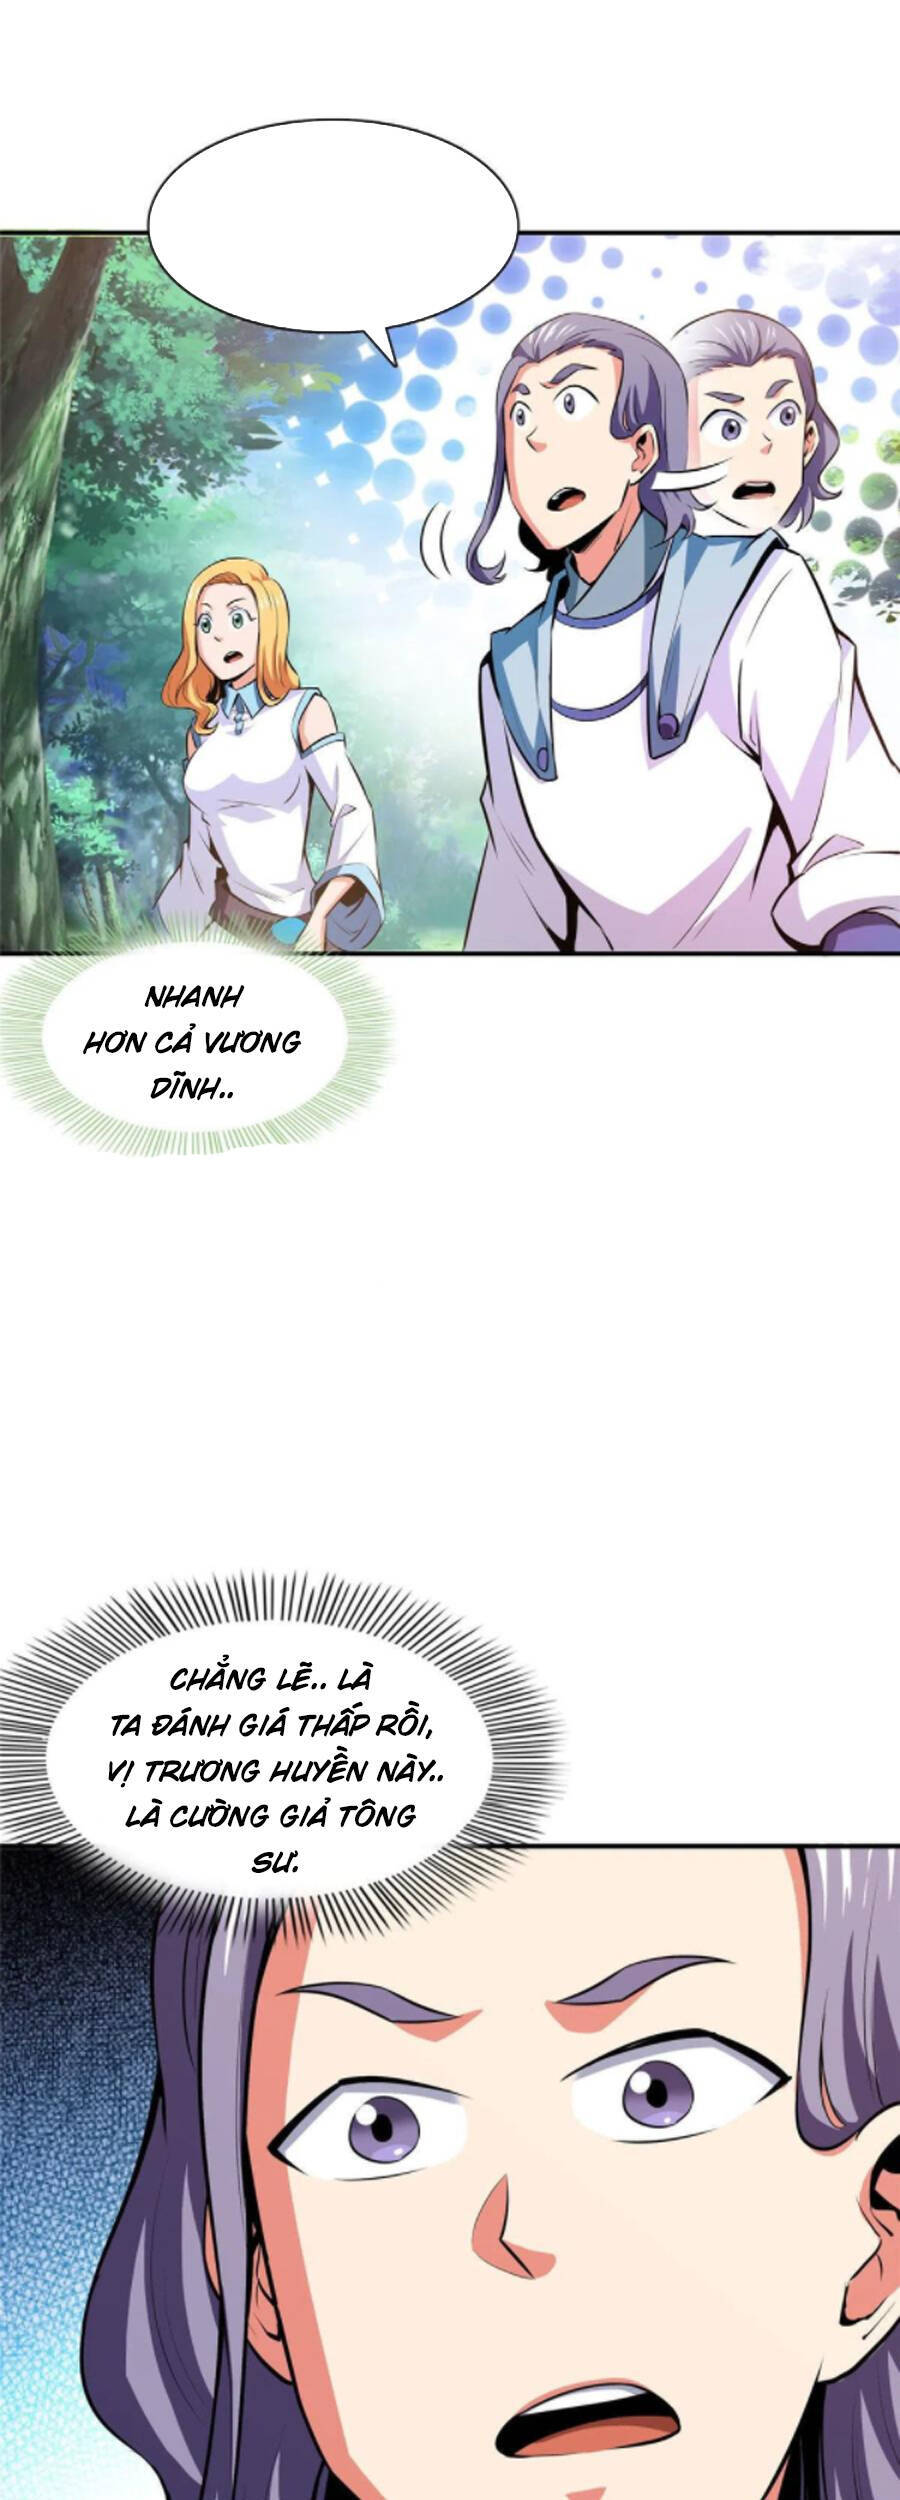 NHANH
HƠN CẢ VƯƠNG
DĨNH..
CHẲNG LẼ.. LÀ
TA ĐÁNH GIÁ THẤP RỒI,
VỊ TRƯƠNG HUYỀN NÀY..
LÀ CƯỜNG GIẢ TÔNG
SƯ.